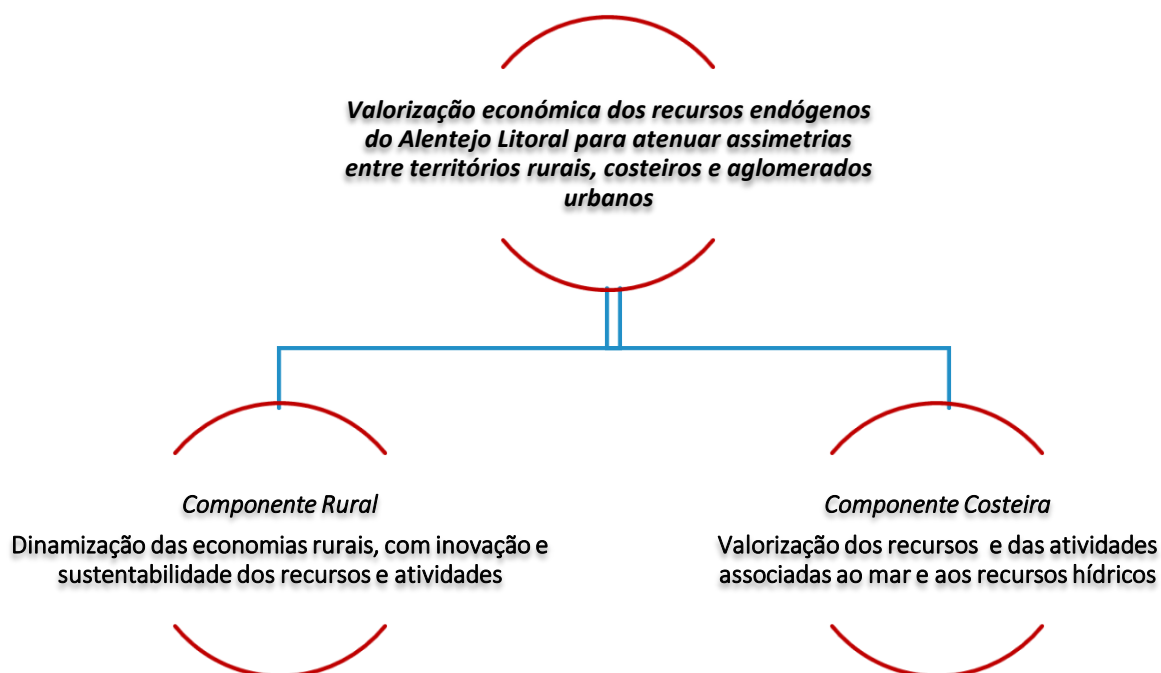 Valorização económica dos recursos endógenos
do Alentejo Litoral para atenuar assimetrias
entre territórios rurais, costeiros e aglomerados
urbanos
Componente Rural
Dinamização das economias rurais, com inovação e
sustentabilidade dos recursos e atividades
Componente Costeira
Valorização dos recursos e das atividades
associadas ao mar e aos recursos hídricos